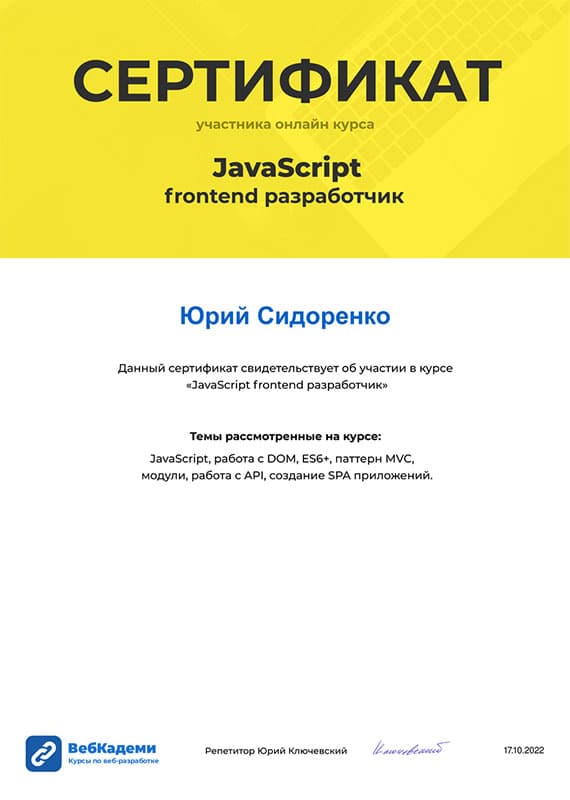 СЕРТИФИКАТ
участника онлайн курса
JavaScript
frontend разработчик
Юрий Сидоренко
Данный сертификат свидетельствует об участии в курсе
«JavaScript frontend разработчик»
Темы рассмотренные на курсе:
JavaScript, работа с DOM, ES6+, паттерн MVC,
модули, работа с API, создание SPA приложений.
ВебКадеми
Курсы по веб-разработке
Репетитор Юрий Ключевский
Ключевский
17.10.2022